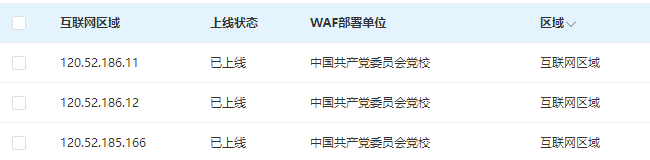 互联网区域 上线状态 WAF部署单位 区域
120.52.186.11 已上线 中国共产党委员会党校 互联网区域
120.52.186.12 已上线 中国共产党委员会党校 互联网区域
120.52.185.166 已上线 中国共产党委员会党校 互联网区域